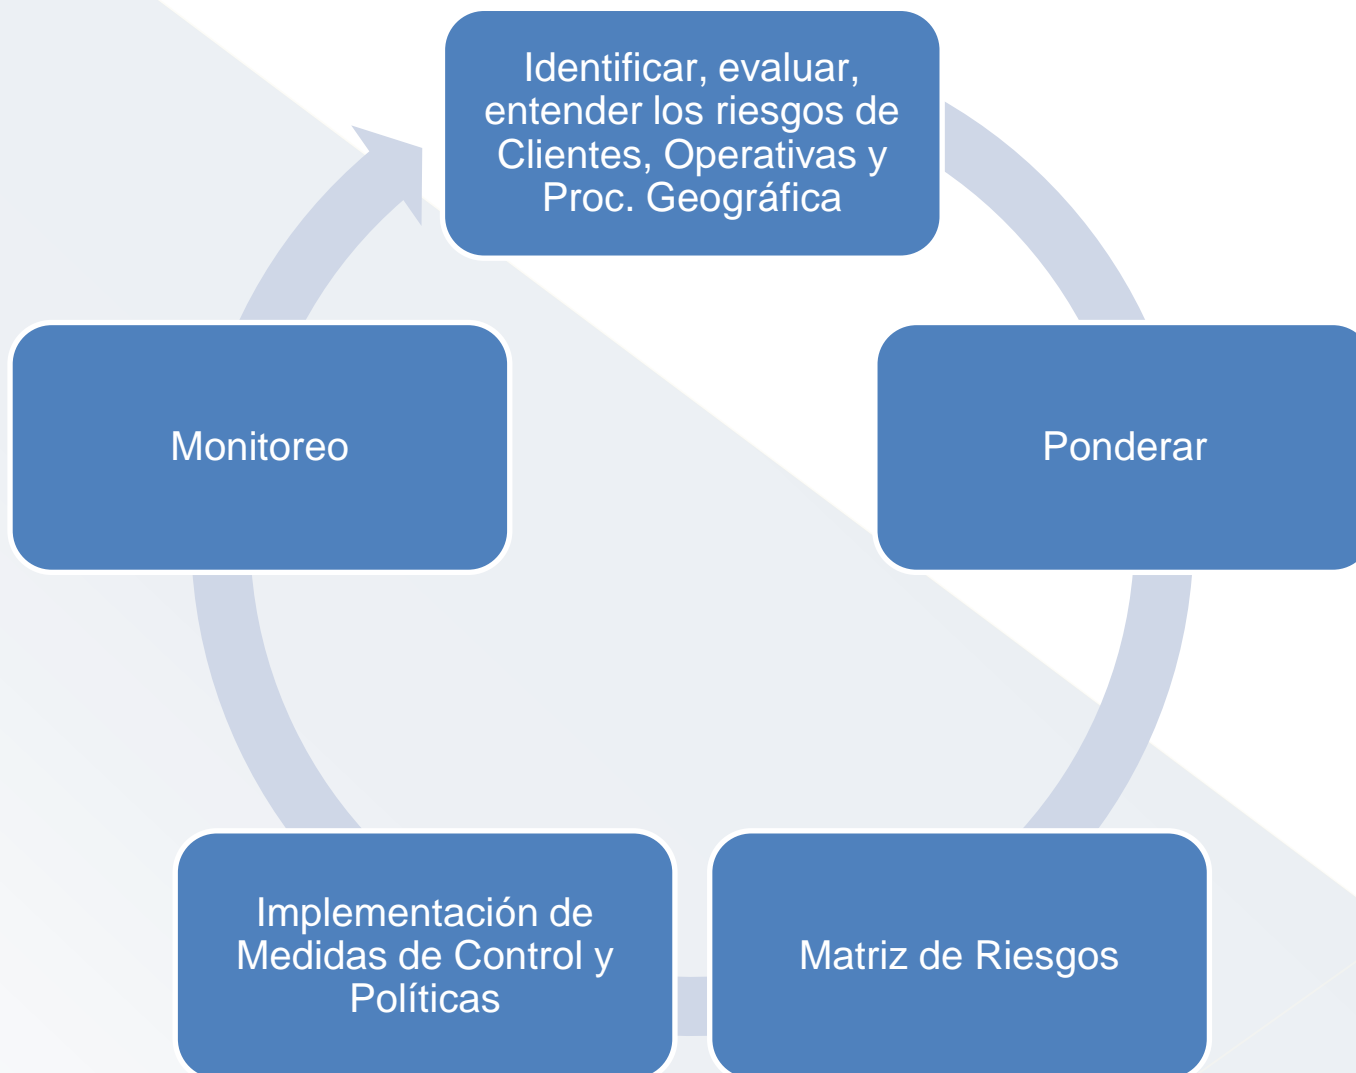 Identificar, evaluar,
entender los riesgos de
Clientes, Operativas y
Proc. Geográfica
Ponderar
Matriz de Riesgos
Implementación de
Medidas de Control y
Políticas
Monitoreo